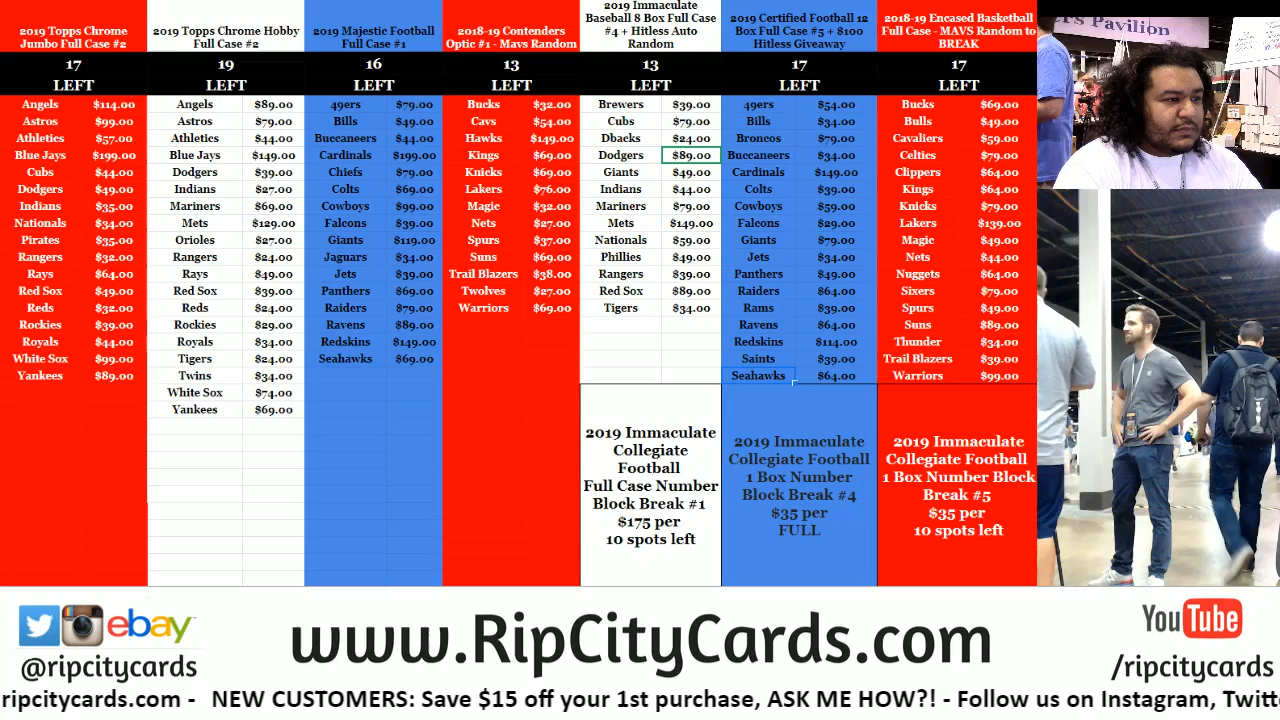 2019 Topps Chrome
Jumbo Full Case #2
17
LEFT
Angels $114.00
Astros $99.00
Athletics $57.00
Blue Jays $199.00
Cubs $44.00
Dodgers $49.00
Indians $35.00
Nationals $34.00
Pirates $35.00
Rangers $32.00
Rays $64.00
Red Sox $49.00
Reds $32.00
Rockies $39.00
Royals $44.00
White Sox $99.00
Yankees $89.00
2019 Topps Chrome Hobby
Full Case #2
19
LEFT
Angels $89.00
Astros $79.00
Athletics $44.00
Blue Jays $149.00
Dodgers $39.00
Indians $27.00
Mariners $69.00
Mets $129.00
Orioles $27.00
Rangers $24.00
Rays $49.00
Red Sox $39.00
Reds $24.00
Rockies $29.00
Royals $34.00
Tigers $24.00
Twins $34.00
White Sox $74.00
Yankees $69.00
2019 Majestic Football
Full Case #1
16
LEFT
49ers $79.00
Bills $49.00
Buccaneers $44.00
Cardinals $199.00
Chiefs $79.00
Colts $69.00
Cowboys $99.00
Falcons $39.00
Giants $119.00
Jaguars $34.00
Jets $39.00
Panthers $69.00
Raiders $79.00
Ravens $89.00
Redskins $149.00
Seahawks $69.00
2018-19 Contenders
Optic #1 - Mavs Random
13
LEFT
Bucks $32.00
Cavs $54.00
Hawks $149.00
Kings $69.00
Knicks $69.00
Lakers $76.00
Magic $32.00
Nets $27.00
Spurs $37.00
Suns $69.00
Trail Blazers $38.00
Twolves $27.00
Warriors $69.00
2019 Immaculate
Baseball 8 Box Full Case
#4 + Hitless Auto
Random
13
LEFT
Brewers $39.00
Cubs $79.00
Dbacks $24.00
Dodgers $89.00
Giants $49.00
Indians $44.00
Mariners $79.00
Mets $149.00
Nationals $59.00
Phillies $49.00
Rangers $39.00
Red Sox $89.00
Tigers $34.00
2019 Immaculate
Collegiate
Football
Full Case Number
Block Break #1
$175 per
10 spots left
2019 Certified Football 12
Box Full Case #5 + $100
Hitless Giveaway
17
LEFT
49ers $54.00
Bills $34.00
Broncos $79.00
Buccaneers $34.00
Cardinals $149.00
Colts $39.00
Cowboys $59.00
Falcons $29.00
Giants $79.00
Jets $34.00
Panthers $49.00
Raiders $64.00
Rams $39.00
Ravens $64.00
Redskins $114.00
Saints $39.00
Seahawks $64.00
2019 Immaculate
Collegiate Football
1 Box Number
Block Break #4
$35 per
FULL
2018-19 Encased Basketball
Full Case - MAVS Random to
BREAK
17
LEFT
Bucks $69.00
Bulls $49.00
Cavaliers $59.00
Celtics $79.00
Clippers $64.00
Kings $64.00
Knicks $79.00
Lakers $139.00
Magic $49.00
Nets $44.00
Nuggets $64.00
Sixers $79.00
Spurs $49.00
Suns $89.00
Thunder $34.00
Trail Blazers $39.00
Warriors $99.00
2019 Immaculate
Collegiate Football
1 Box Number Block
Break #5
$35 per
10 spots left
ers Pavilion
ebay
@ripcitycards
www.RipCityCards.com
YouTube
/ripcitycards
ripcitycards.com - NEW CUSTOMERS: Save $15 off your 1st purchase, ASK ME HOW?! - Follow us on Instagram, Twitt